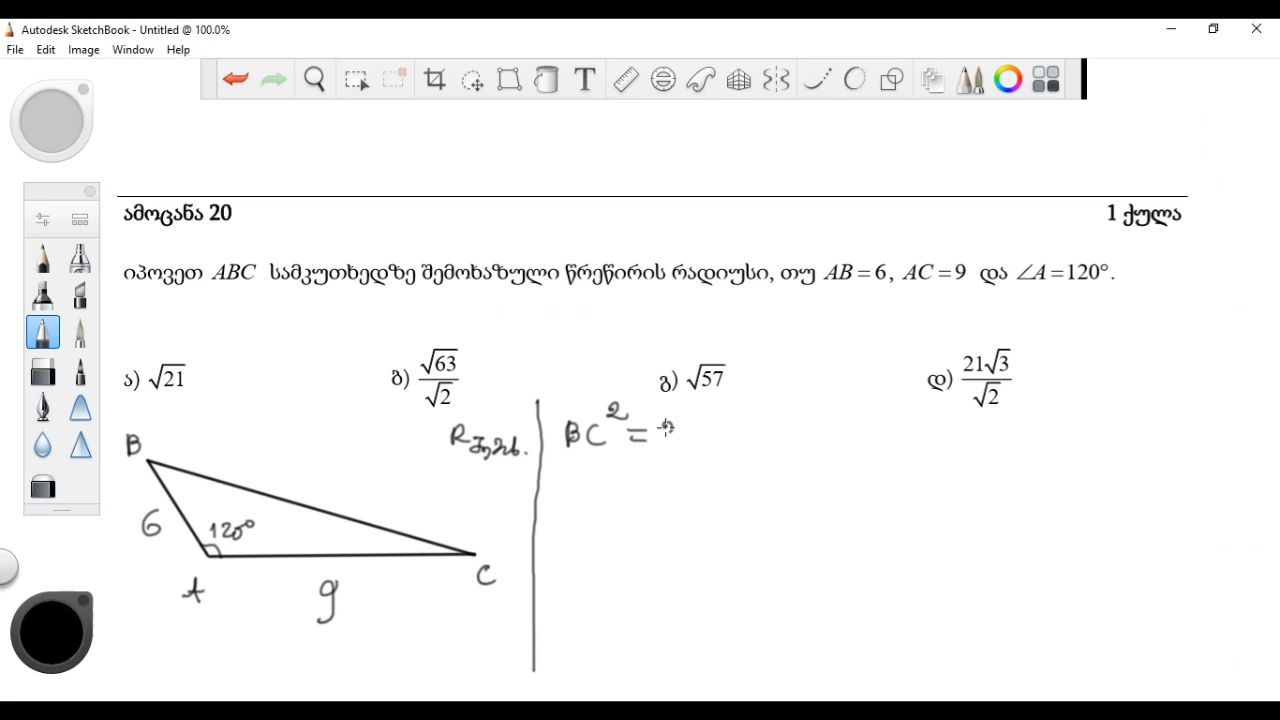 Autodesk SketchBook - Untitled @ 100.0%
File Edit Image Window Help
ამოცანა 20 1 ქულა
იპოვეთ ABC სამკუთხედზე შემოხაზული წრეწირის რადიუსი, თუ AB = 6, AC = 9 და ∠A = 120°.
ა) √21 ბ) √63/√2 გ) √57 დ) 21√3/√2
B
6
120°
A
9
C
BC² =